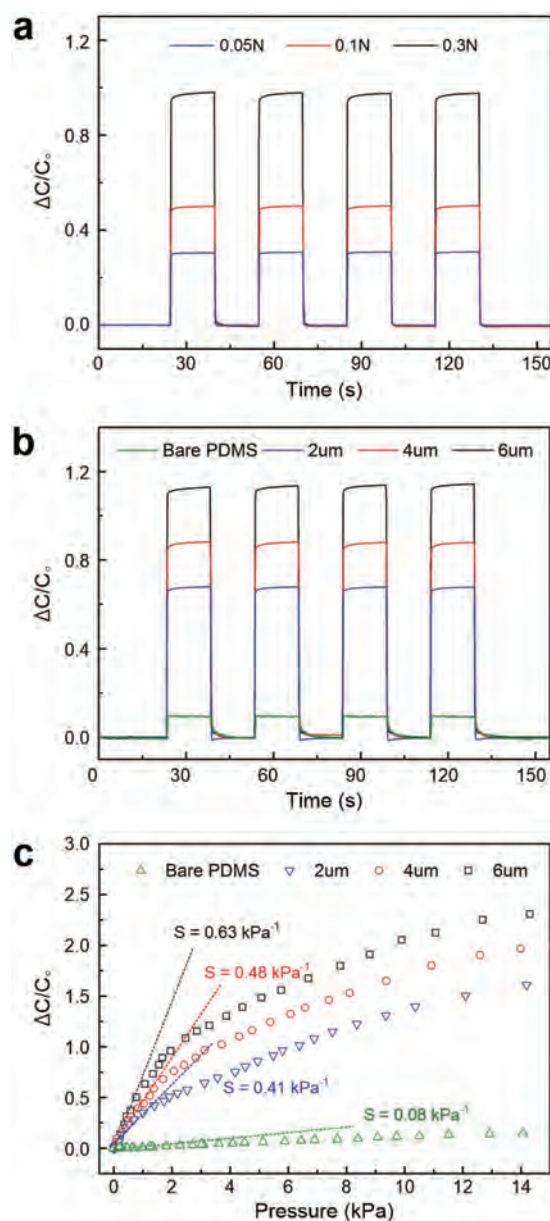 a
0.05N 0.1N 0.3N
1.2
0.8
0.4
0.0
ΔC/C。
0 30 60 90 120 150
Time (s)
b
Bare PDMS 2um 4um 6um
1.2
0.8
0.4
0.0
ΔC/C。
0 30 60 90 120 150
Time (s)
c
3.0
Bare PDMS 2um 4um 6um
2.5
2.0
S = 0.63 kPa⁻¹
S = 0.48 kPa⁻¹
1.5
1.0
0.5
S = 0.41 kPa⁻¹
S = 0.08 kPa⁻¹
0.0
ΔC/C。
0 2 4 6 8 10 12 14
Pressure (kPa)